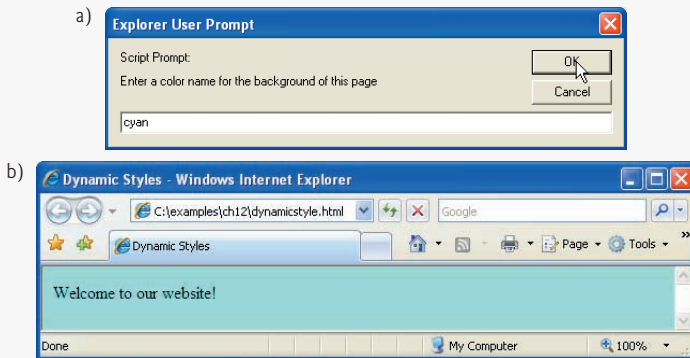 a)
Explorer User Prompt
Script Prompt:
OK
Enter a color name for the background of this page
Cancel
cyan
b)
Dynamic Styles - Windows Internet Explorer
C:\examples\ch12\dynamicstyle.html
Google
Dynamic Styles
Page
Tools
»
Welcome to our website!
Done
My Computer
100%